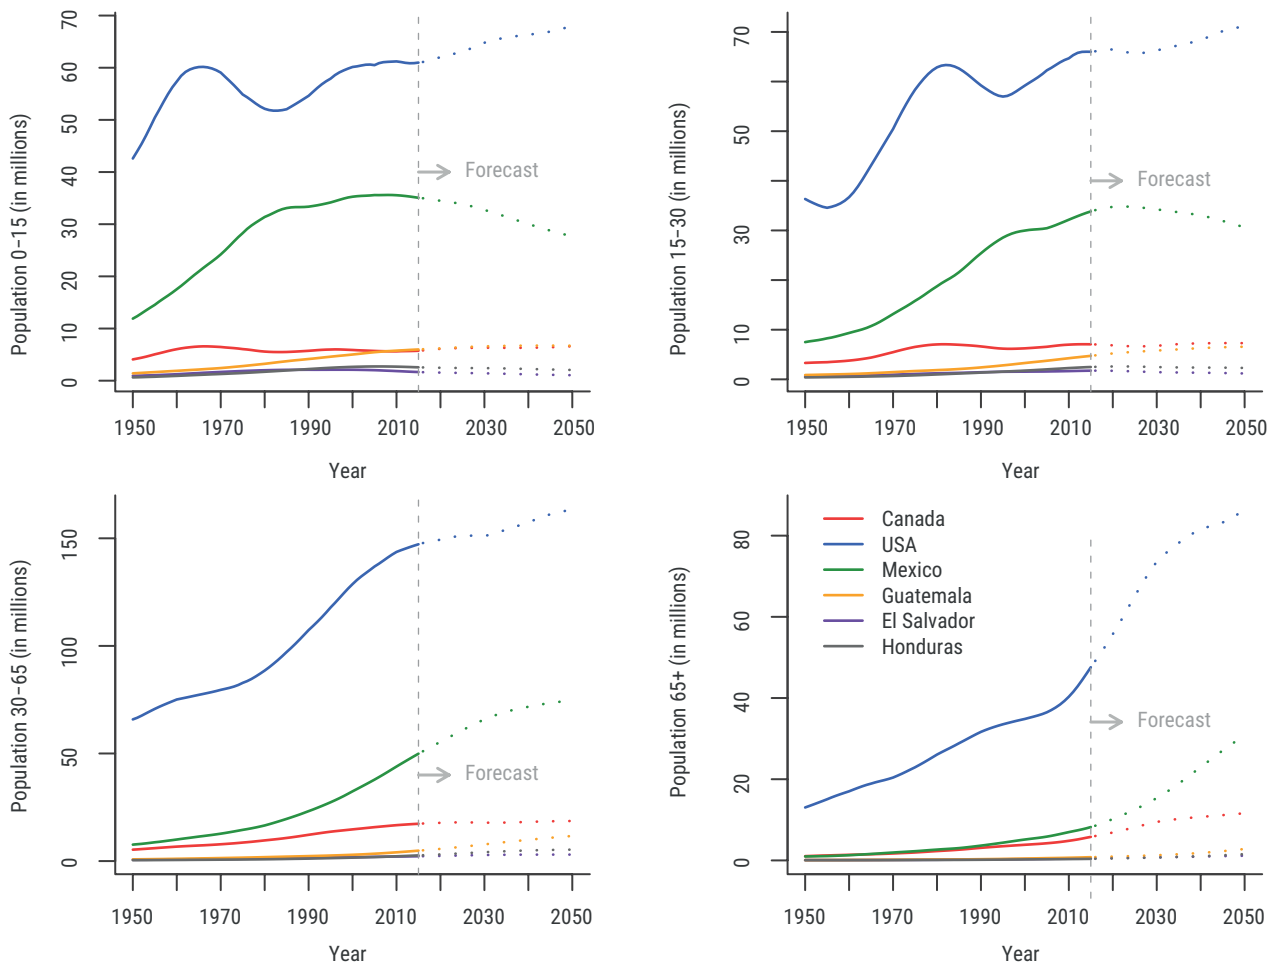 Population 0–15 (in millions)
70
60
50
40
30
20
10
0
Forecast
1950 1970 1990 2010 2030 2050
Year
Population 15–30 (in millions)
70
50
30
10
0
Forecast
1950 1970 1990 2010 2030 2050
Year
Population 30–65 (in millions)
150
100
50
0
Forecast
1950 1970 1990 2010 2030 2050
Year
Population 65+ (in millions)
80
60
40
20
0
Canada
USA
Mexico
Guatemala
El Salvador
Honduras
Forecast
1950 1970 1990 2010 2030 2050
Year